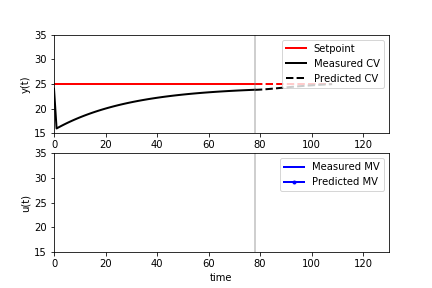 35
30
25
20
15
y(t)
Setpoint
Measured CV
Predicted CV
0 20 40 60 80 100 120
35
30
25
20
15
u(t)
Measured MV
Predicted MV
0 20 40 60 80 100 120
time